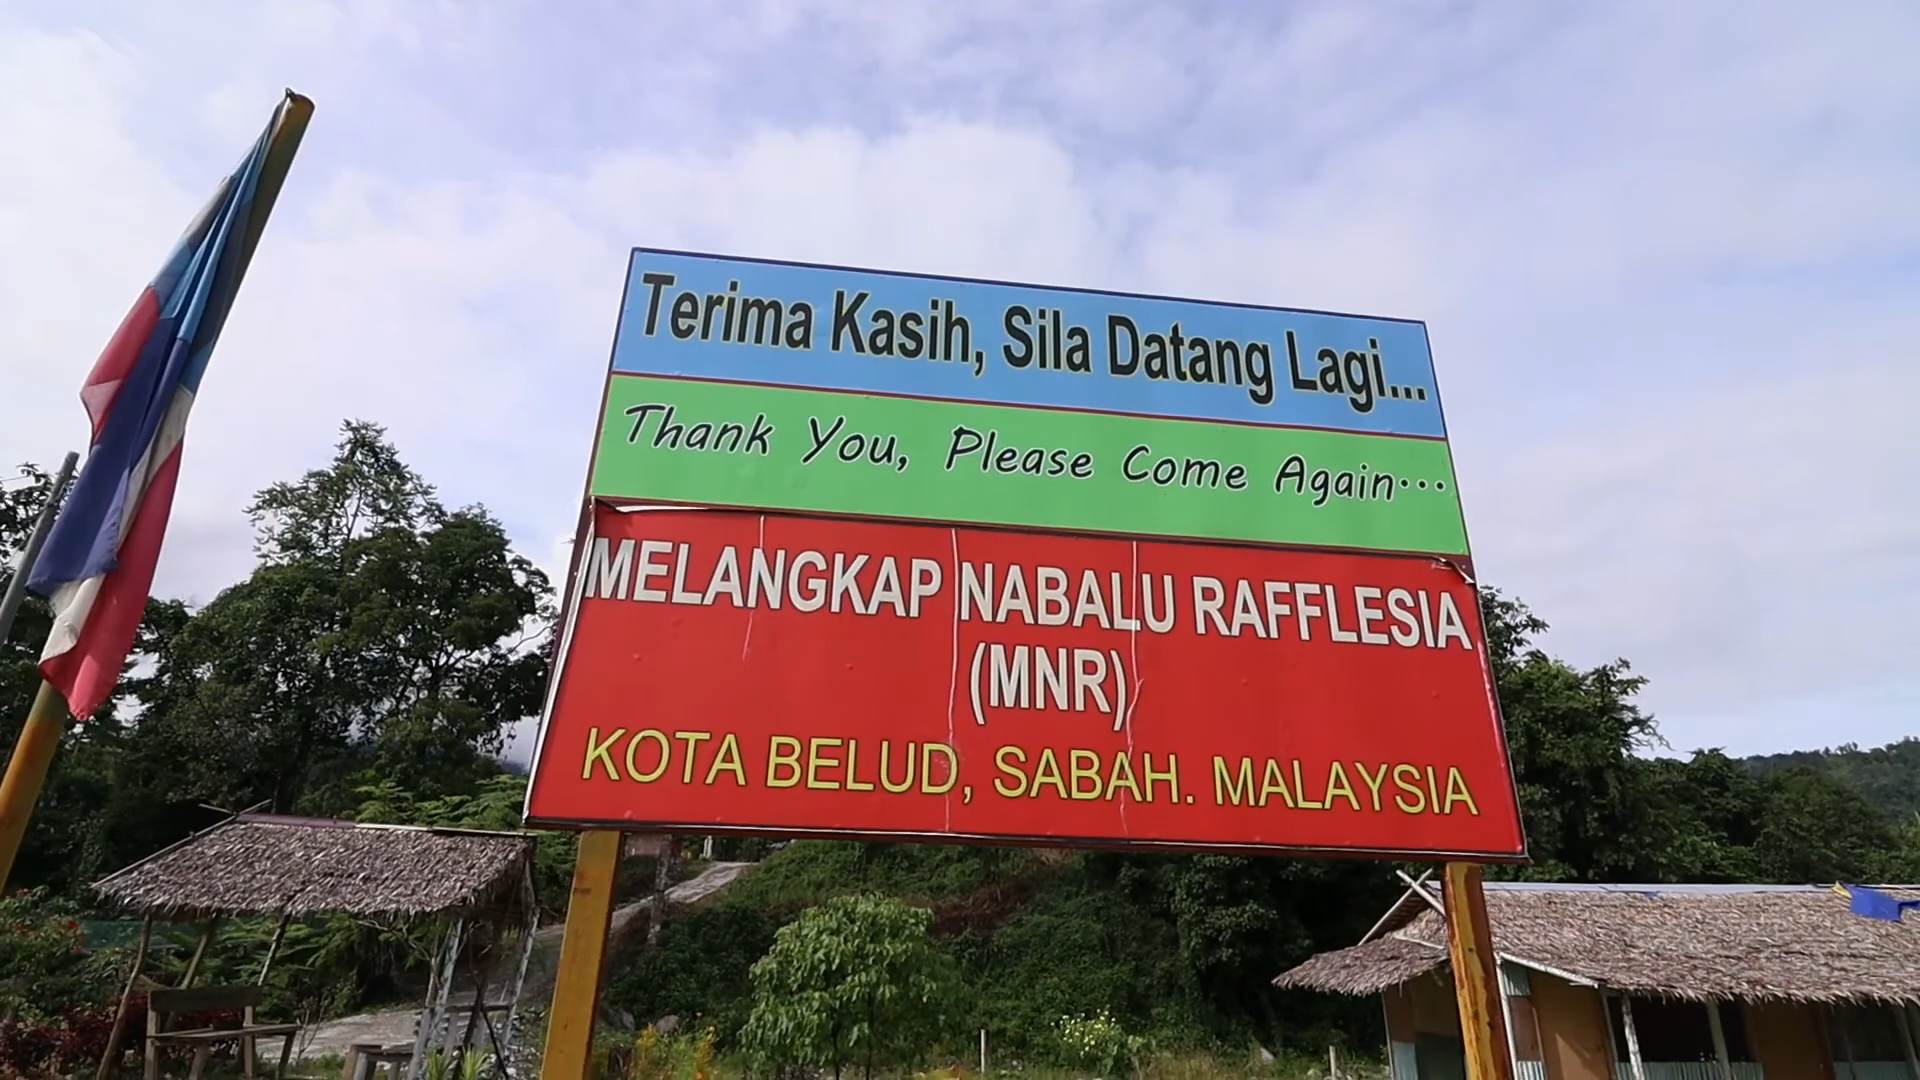 Terima Kasih, Sila Datang Lagi...
Thank You, Please Come Again...
MELANGKAP NABALU RAFFLESIA
(MNR)
KOTA BELUD, SABAH. MALAYSIA